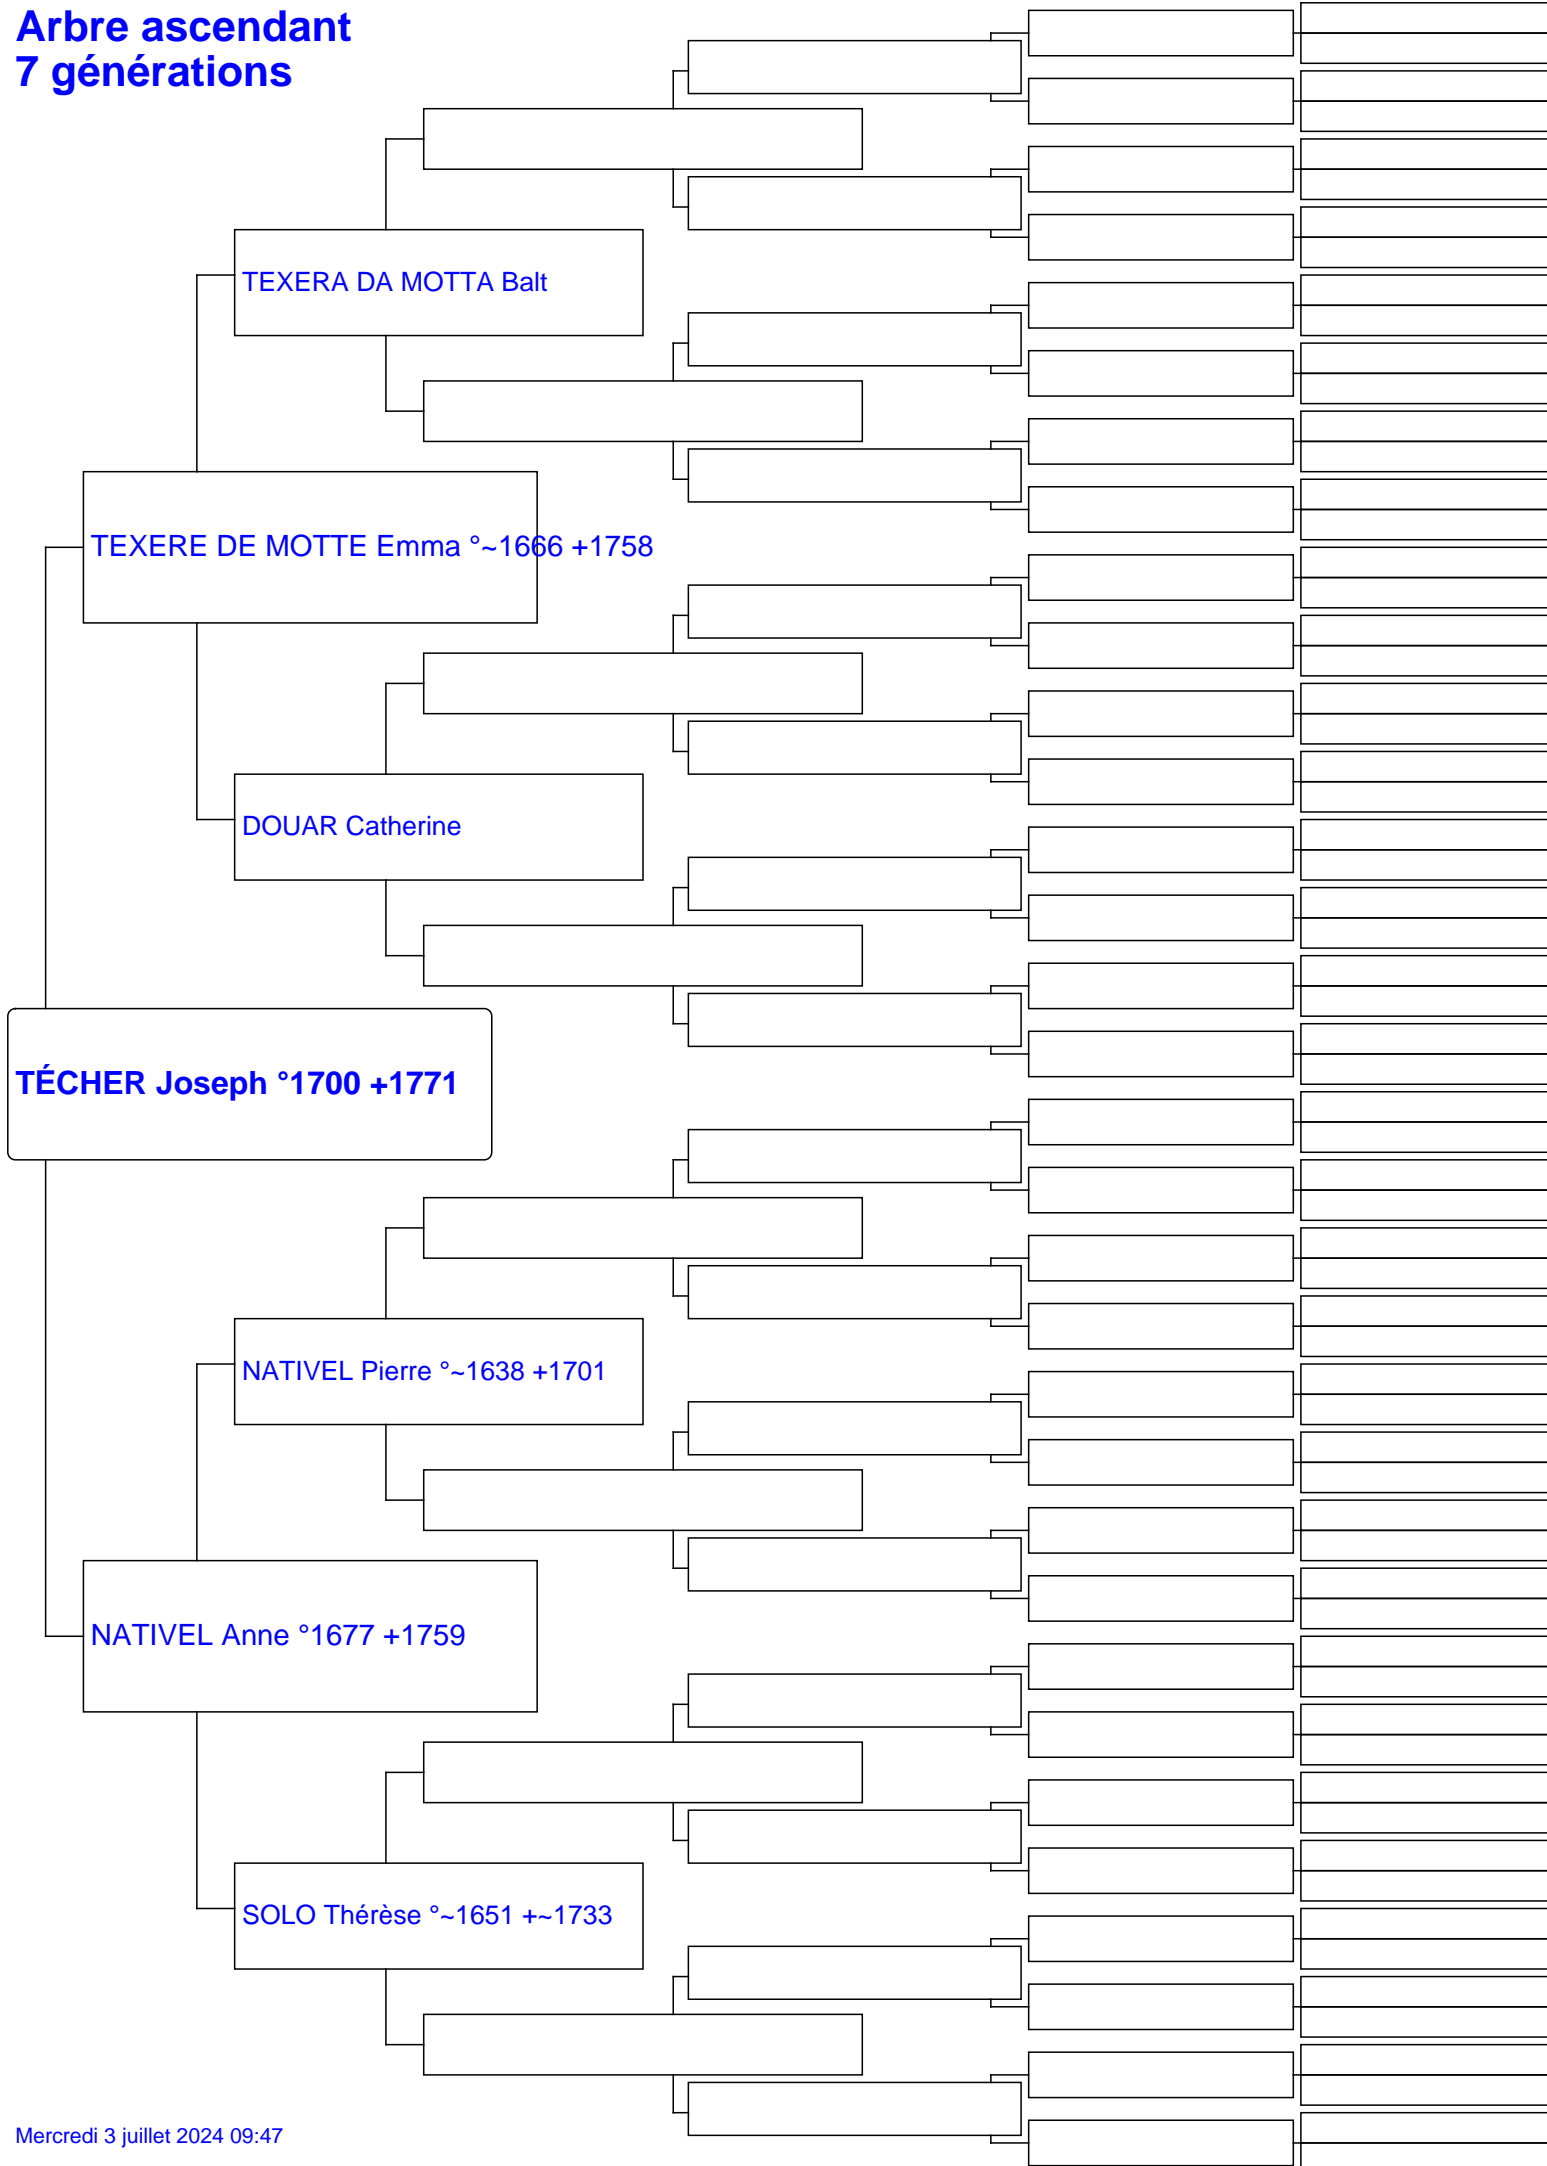 Arbre ascendant
7 générations
TEXERA DA MOTTA Balt
TEXERE DE MOTTE Emma °~1666 +1758
DOUAR Catherine
TÉCHER Joseph °1700 +1771
NATIVEL Pierre °~1638 +1701
NATIVEL Anne °1677 +1759
SOLO Thérèse °~1651 +~1733
Mercredi 3 juillet 2024 09:47